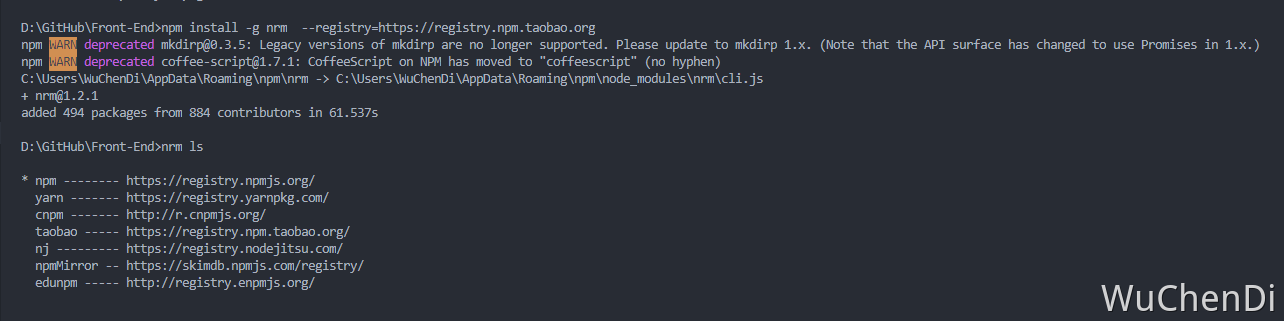 D:\GitHub\Front-End>npm install -g nrm  --registry=https://registry.npm.taobao.org
npm WARN deprecated mkdirp@0.3.5: Legacy versions of mkdirp are no longer supported. Please update to mkdirp 1.x. (Note that the API surface has changed to use Promises in 1.x.)
npm WARN deprecated coffee-script@1.7.1: CoffeeScript on NPM has moved to "coffeescript" (no hyphen)
C:\Users\WuChenDi\AppData\Roaming\npm\nrm -> C:\Users\WuChenDi\AppData\Roaming\npm\node_modules\nrm\cli.js
+ nrm@1.2.1
added 494 packages from 884 contributors in 61.537s
D:\GitHub\Front-End>nrm ls
* npm -------- https://registry.npmjs.org/
  yarn ------- https://registry.yarnpkg.com/
  cnpm ------- http://r.cnpmjs.org/
  taobao ----- https://registry.npm.taobao.org/
  nj --------- https://registry.nodejitsu.com/
  npmMirror -- https://skimdb.npmjs.com/registry/
  edunpm ----- http://registry.enpmjs.org/
WuChenDi